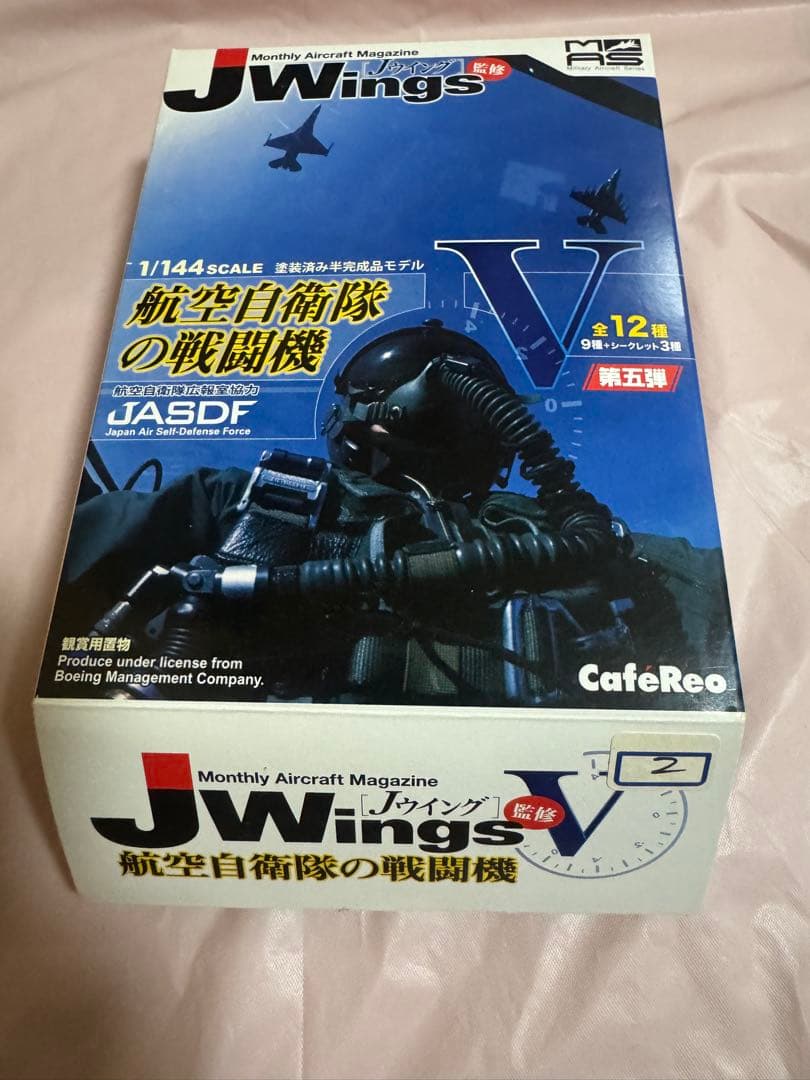 Monthly Aircraft Magazine
JWings
[Jウイング]
監修
MAS
Military Aircraft Series
1/144 SCALE 塗装済み半完成品モデル
航空自衛隊
の戦闘機
航空自衛隊広報室協力
JASDF
Japan Air Self-Defense Force
V
全12種
9種+シークレット3種
第五弾
観賞用置物
Produce under license from
Boeing Management Company.
CaféReo
Monthly Aircraft Magazine
JWings
[Jウイング]
監修
V
2
航空自衛隊の戦闘機